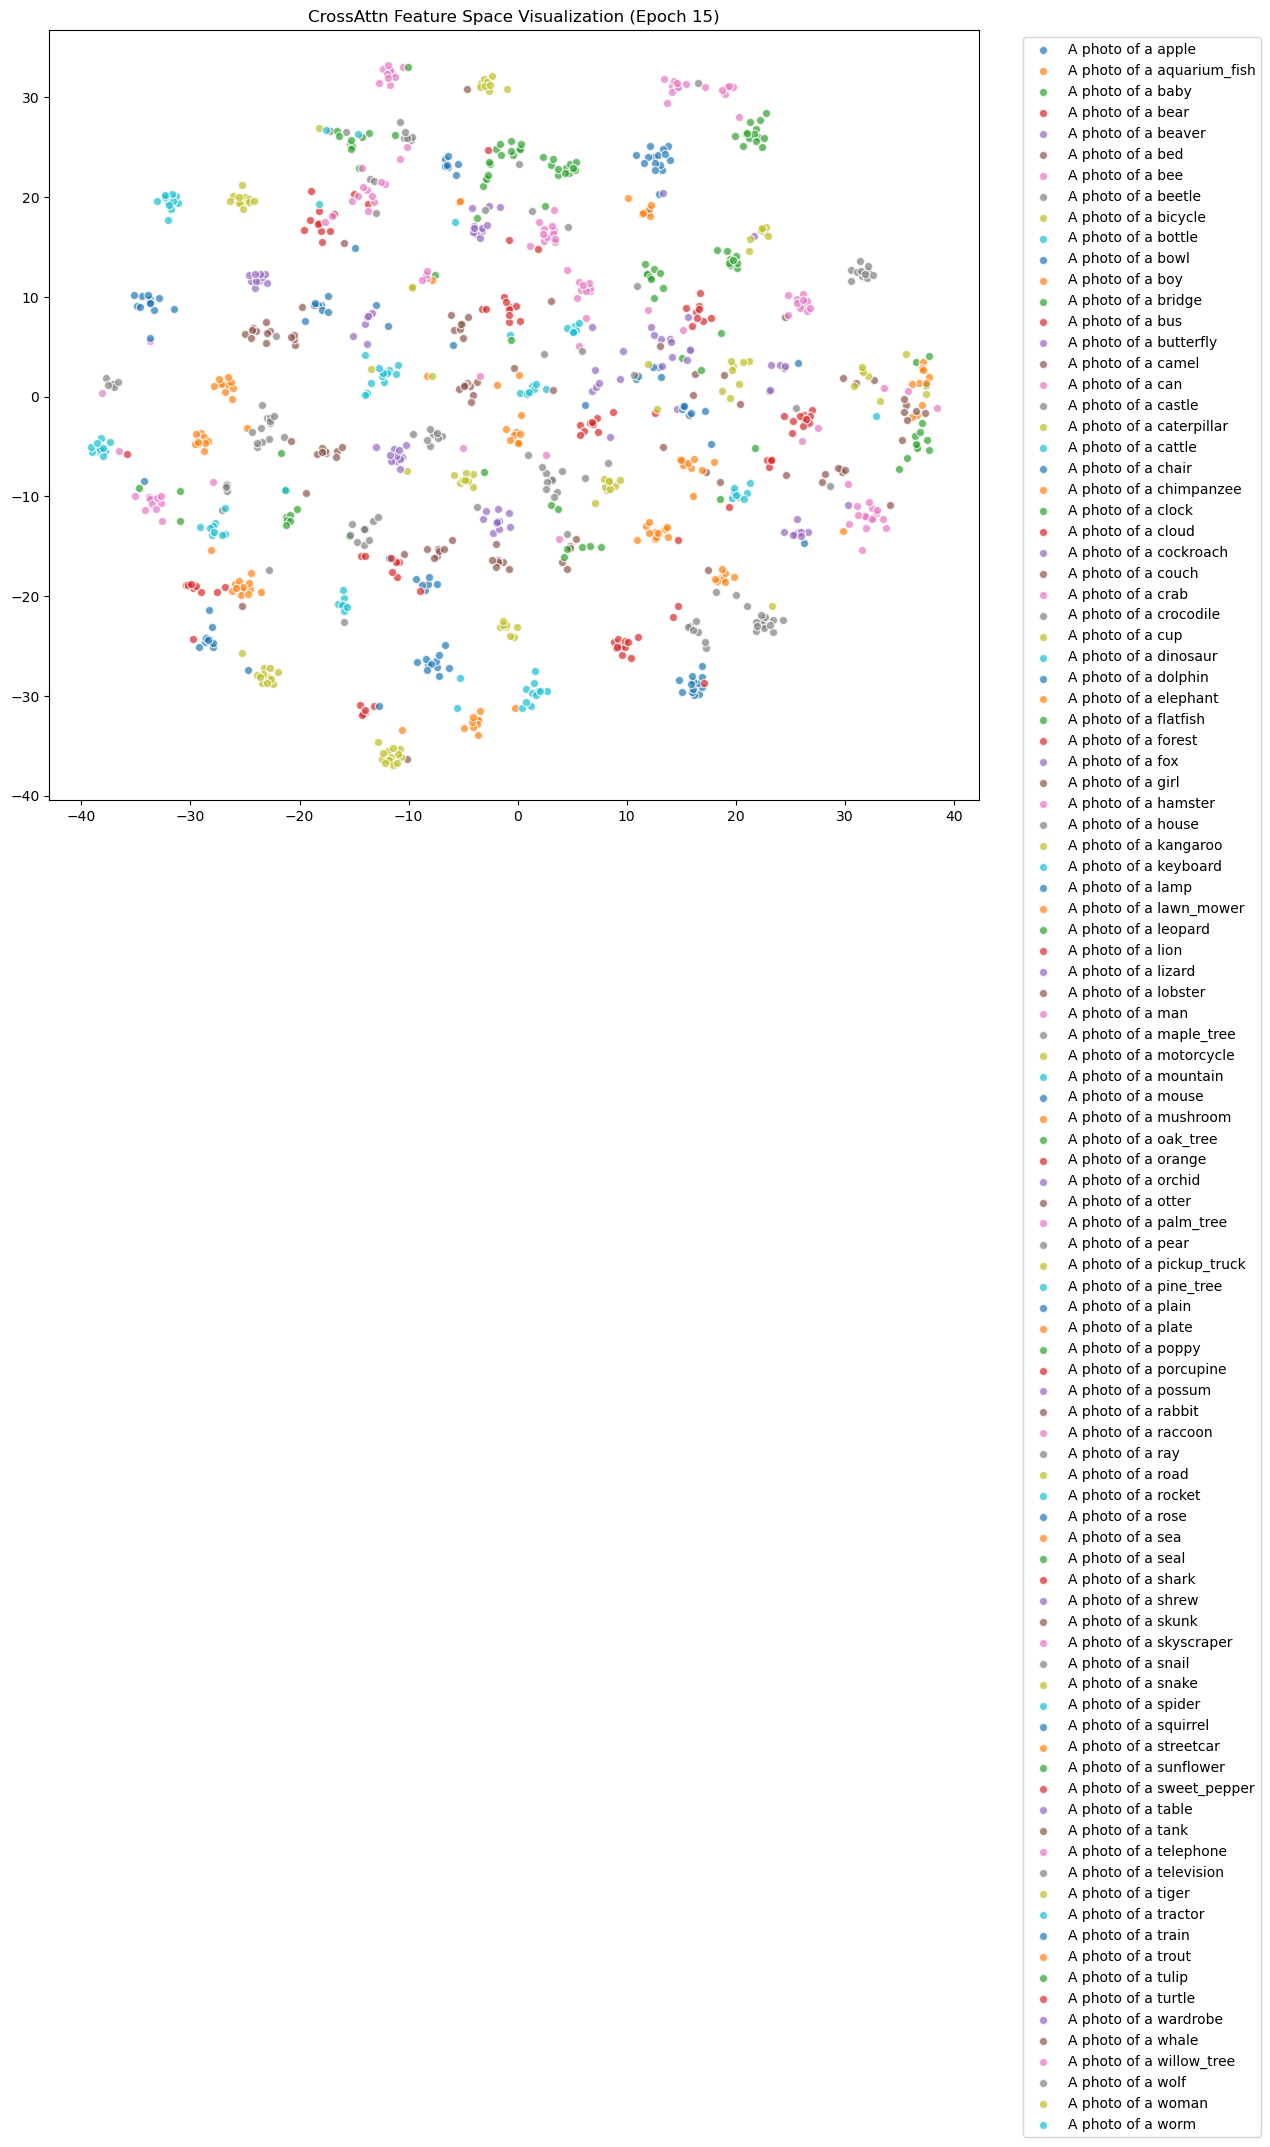 CrossAttn Feature Space Visualization (Epoch 15)
30
20
10
0
−10
−20
−30
−40
−40 −30 −20 −10 0 10 20 30 40
A photo of a apple
A photo of a aquarium_fish
A photo of a baby
A photo of a bear
A photo of a beaver
A photo of a bed
A photo of a bee
A photo of a beetle
A photo of a bicycle
A photo of a bottle
A photo of a bowl
A photo of a boy
A photo of a bridge
A photo of a bus
A photo of a butterfly
A photo of a camel
A photo of a can
A photo of a castle
A photo of a caterpillar
A photo of a cattle
A photo of a chair
A photo of a chimpanzee
A photo of a clock
A photo of a cloud
A photo of a cockroach
A photo of a couch
A photo of a crab
A photo of a crocodile
A photo of a cup
A photo of a dinosaur
A photo of a dolphin
A photo of a elephant
A photo of a flatfish
A photo of a forest
A photo of a fox
A photo of a girl
A photo of a hamster
A photo of a house
A photo of a kangaroo
A photo of a keyboard
A photo of a lamp
A photo of a lawn_mower
A photo of a leopard
A photo of a lion
A photo of a lizard
A photo of a lobster
A photo of a man
A photo of a maple_tree
A photo of a motorcycle
A photo of a mountain
A photo of a mouse
A photo of a mushroom
A photo of a oak_tree
A photo of a orange
A photo of a orchid
A photo of a otter
A photo of a palm_tree
A photo of a pear
A photo of a pickup_truck
A photo of a pine_tree
A photo of a plain
A photo of a plate
A photo of a poppy
A photo of a porcupine
A photo of a possum
A photo of a rabbit
A photo of a raccoon
A photo of a ray
A photo of a road
A photo of a rocket
A photo of a rose
A photo of a sea
A photo of a seal
A photo of a shark
A photo of a shrew
A photo of a skunk
A photo of a skyscraper
A photo of a snail
A photo of a snake
A photo of a spider
A photo of a squirrel
A photo of a streetcar
A photo of a sunflower
A photo of a sweet_pepper
A photo of a table
A photo of a tank
A photo of a telephone
A photo of a television
A photo of a tiger
A photo of a tractor
A photo of a train
A photo of a trout
A photo of a tulip
A photo of a turtle
A photo of a wardrobe
A photo of a whale
A photo of a willow_tree
A photo of a wolf
A photo of a woman
A photo of a worm